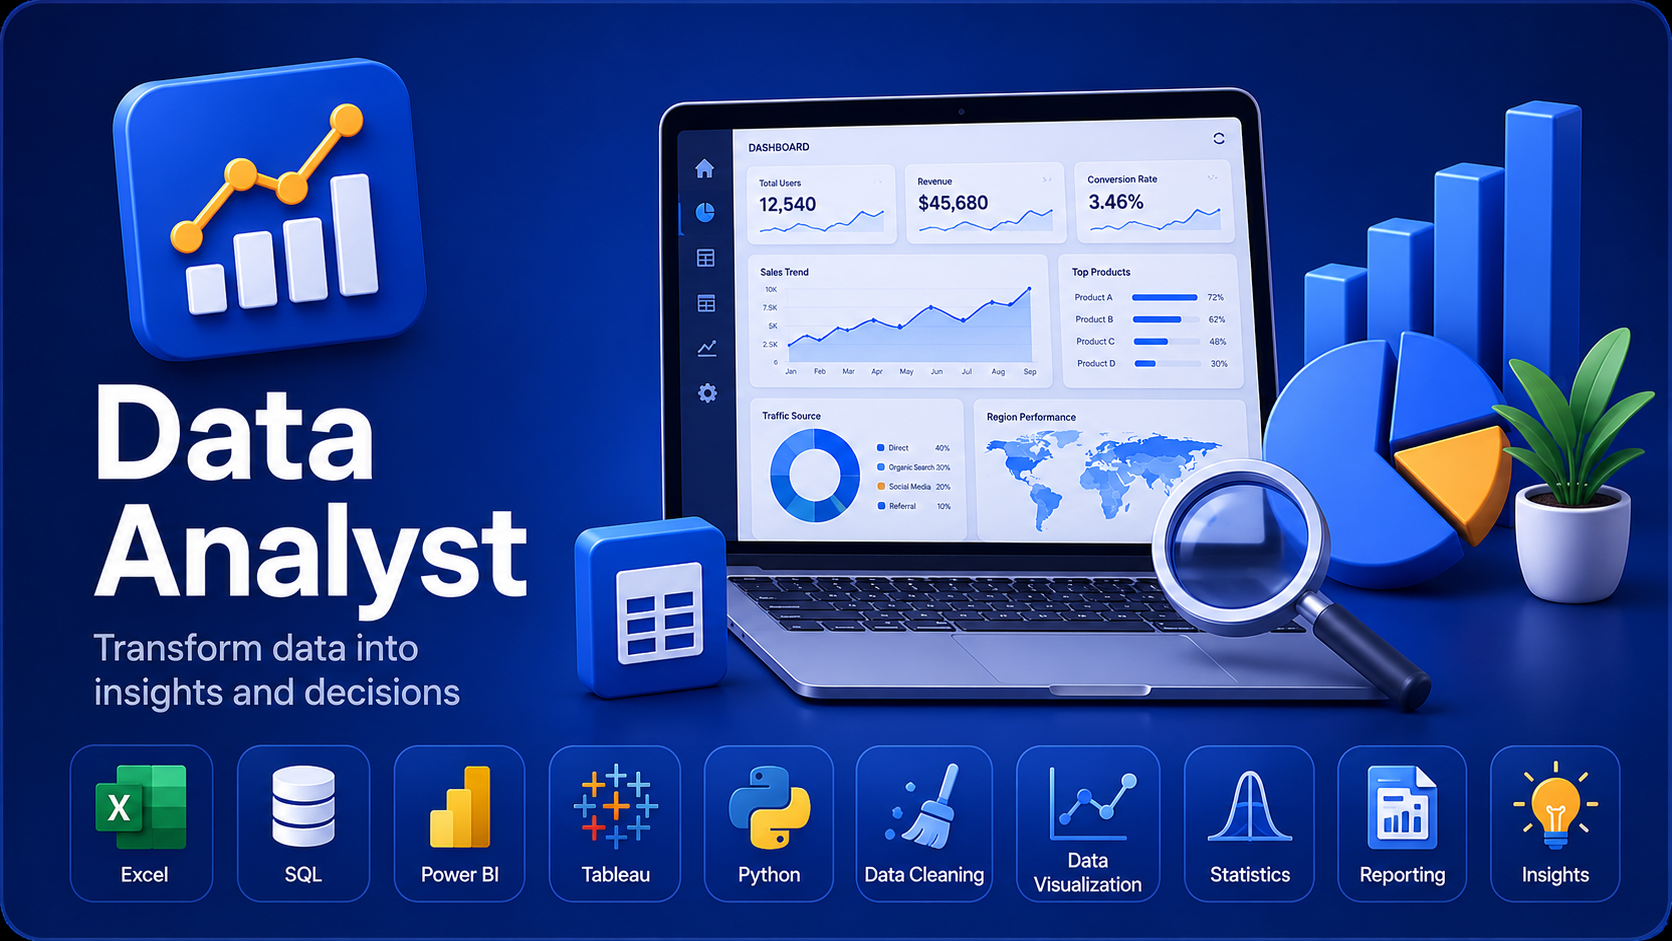 Data
Analyst
Transform data into
insights and decisions
DASHBOARD
Total Users
12,540
Revenue
$45,680
Conversion Rate
3.46%
Sales Trend
10K
7.5K
5K
2.5K
Jan Feb Mar Apr May Jun Jul Aug Sep
Top Products
Product A 72%
Product B 62%
Product C 48%
Product D 30%
Traffic Source
Direct 40%
Organic Search 30%
Social Media 20%
Referral 10%
Region Performance
X
Excel
SQL
Power BI
Tableau
Python
Data Cleaning
Data
Visualization
Statistics
Reporting
Insights